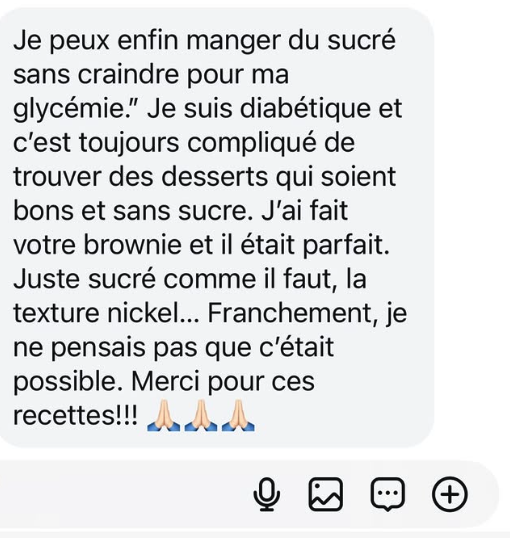 Je peux enfin manger du sucré
sans craindre pour ma
glycémie.” Je suis diabétique et
c’est toujours compliqué de
trouver des desserts qui soient
bons et sans sucre. J’ai fait
votre brownie et il était parfait.
Juste sucré comme il faut, la
texture nickel... Franchement, je
ne pensais pas que c’était
possible. Merci pour ces
recettes!!! 🙏🏻🙏🏻🙏🏻